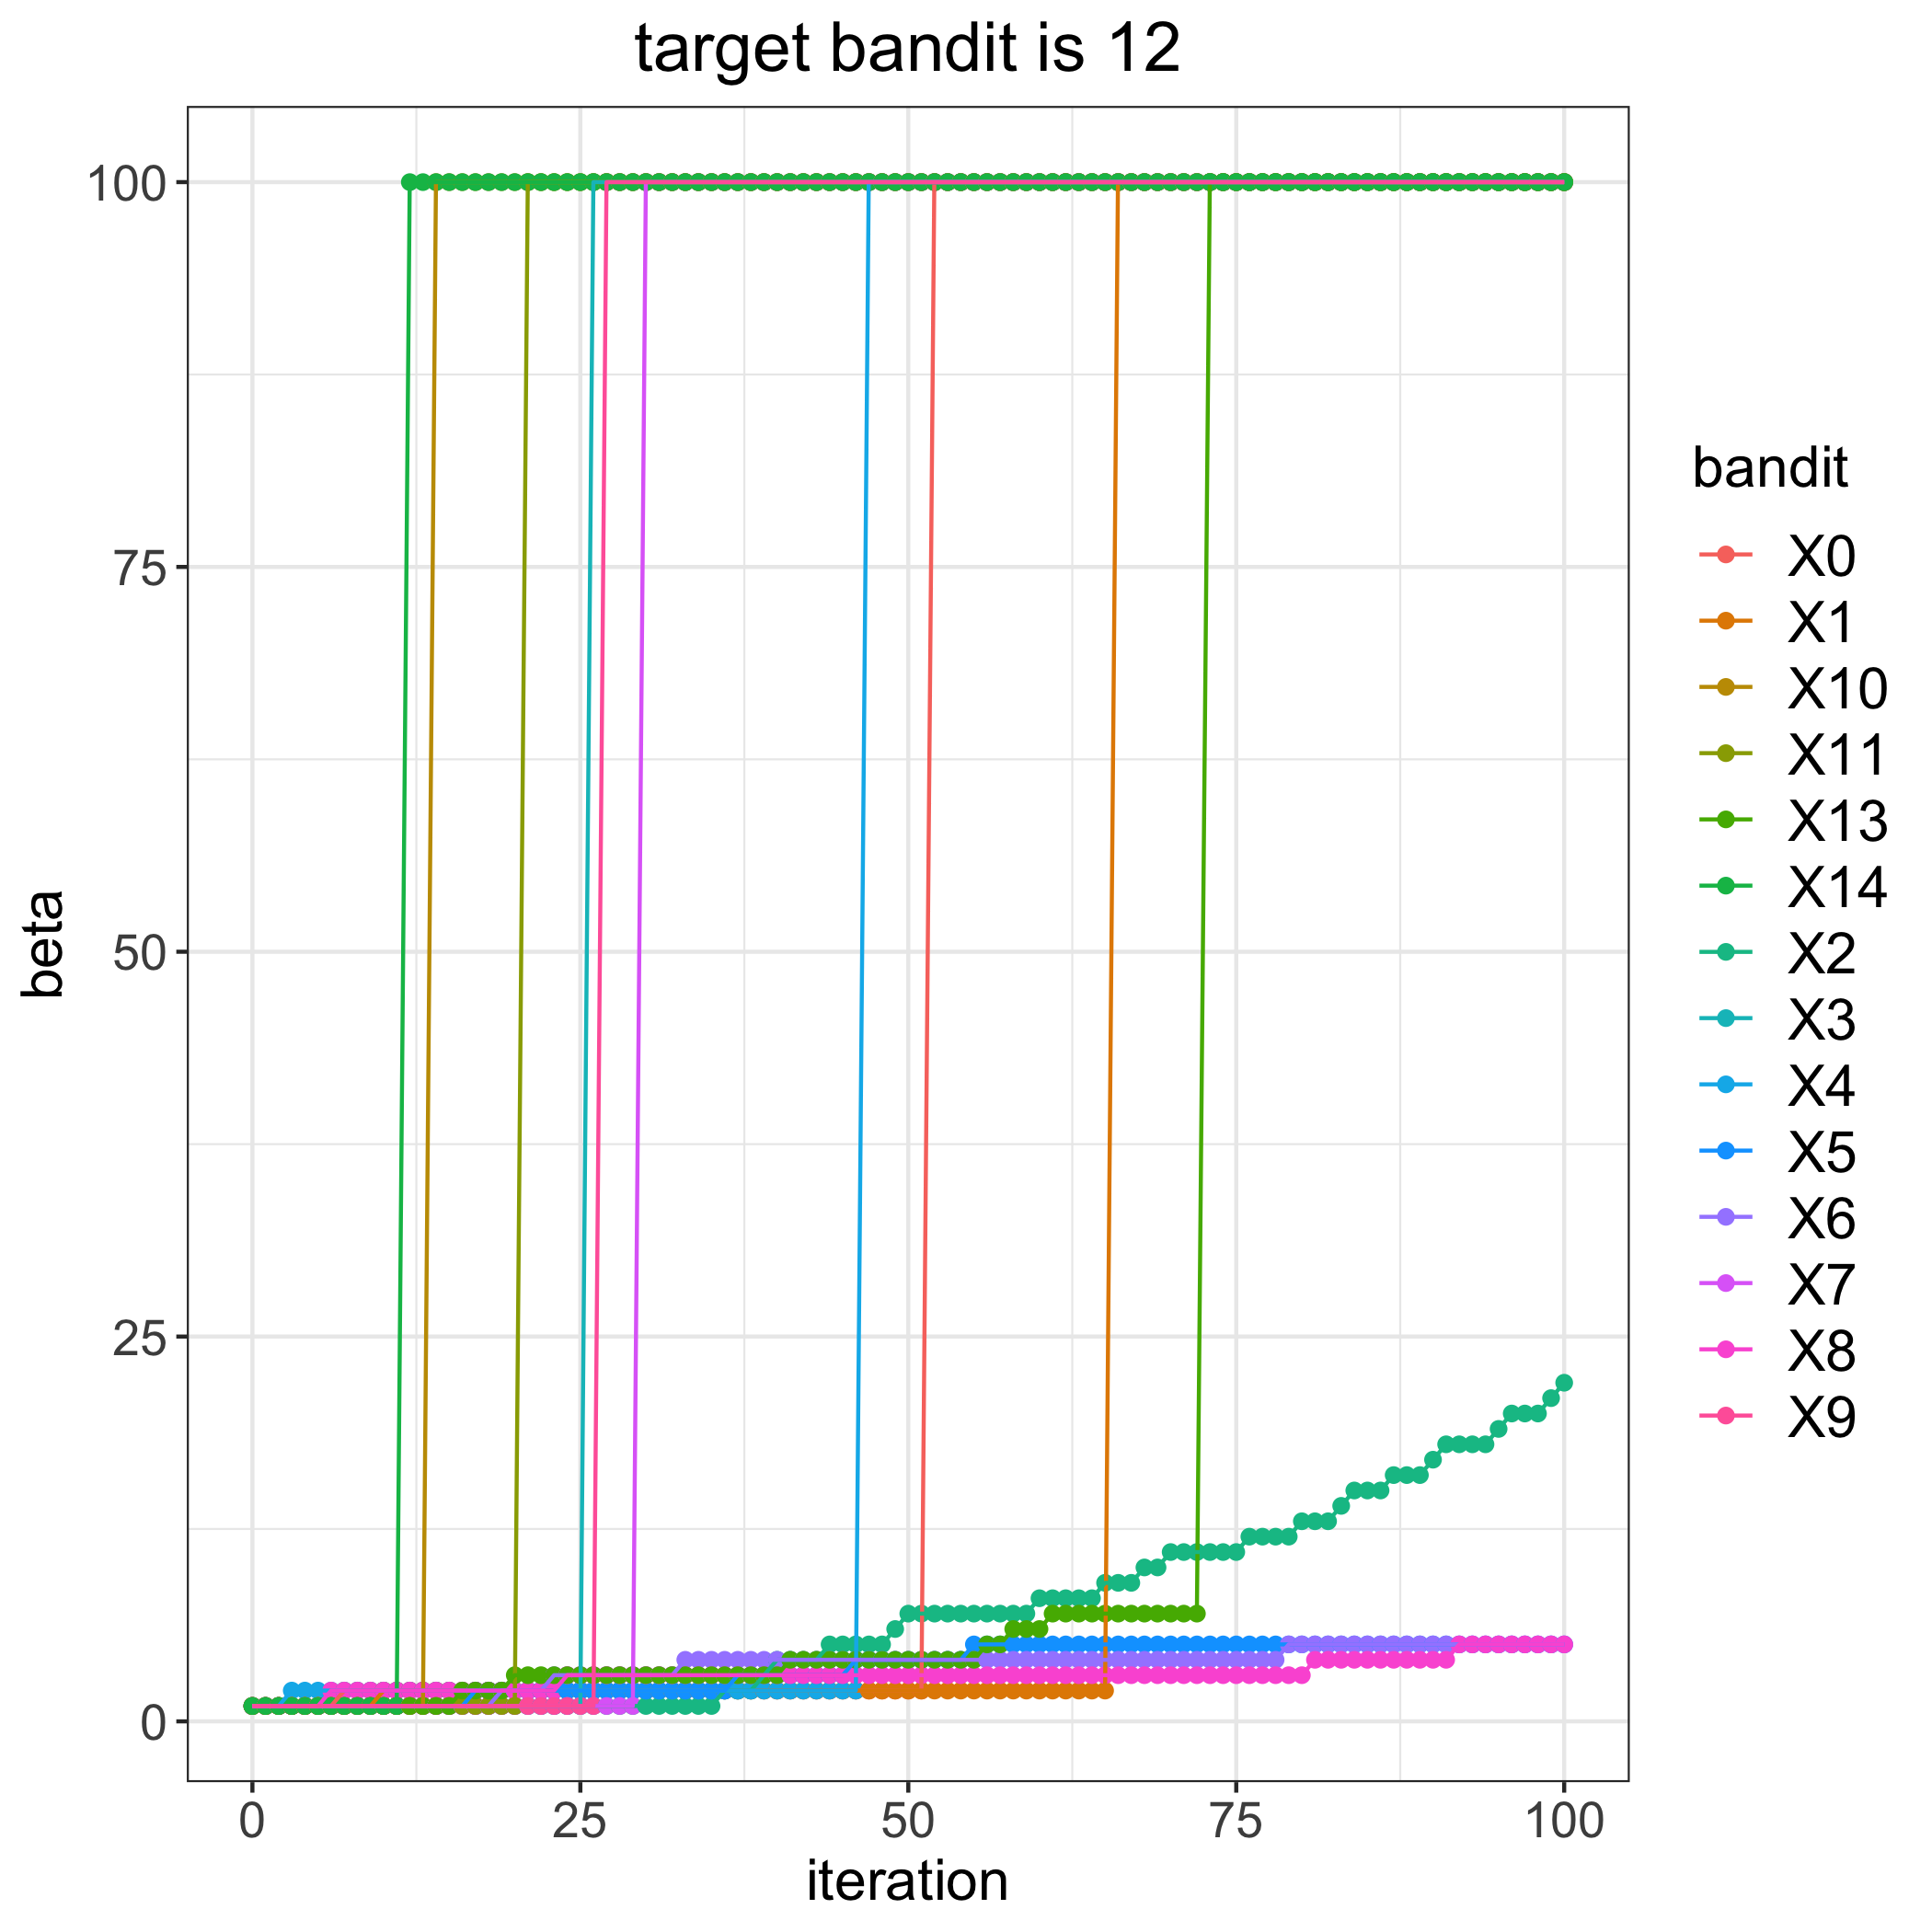 target bandit is 12
100
75
50
25
0
beta
0 25 50 75 100
iteration
bandit
X0
X1
X10
X11
X13
X14
X2
X3
X4
X5
X6
X7
X8
X9